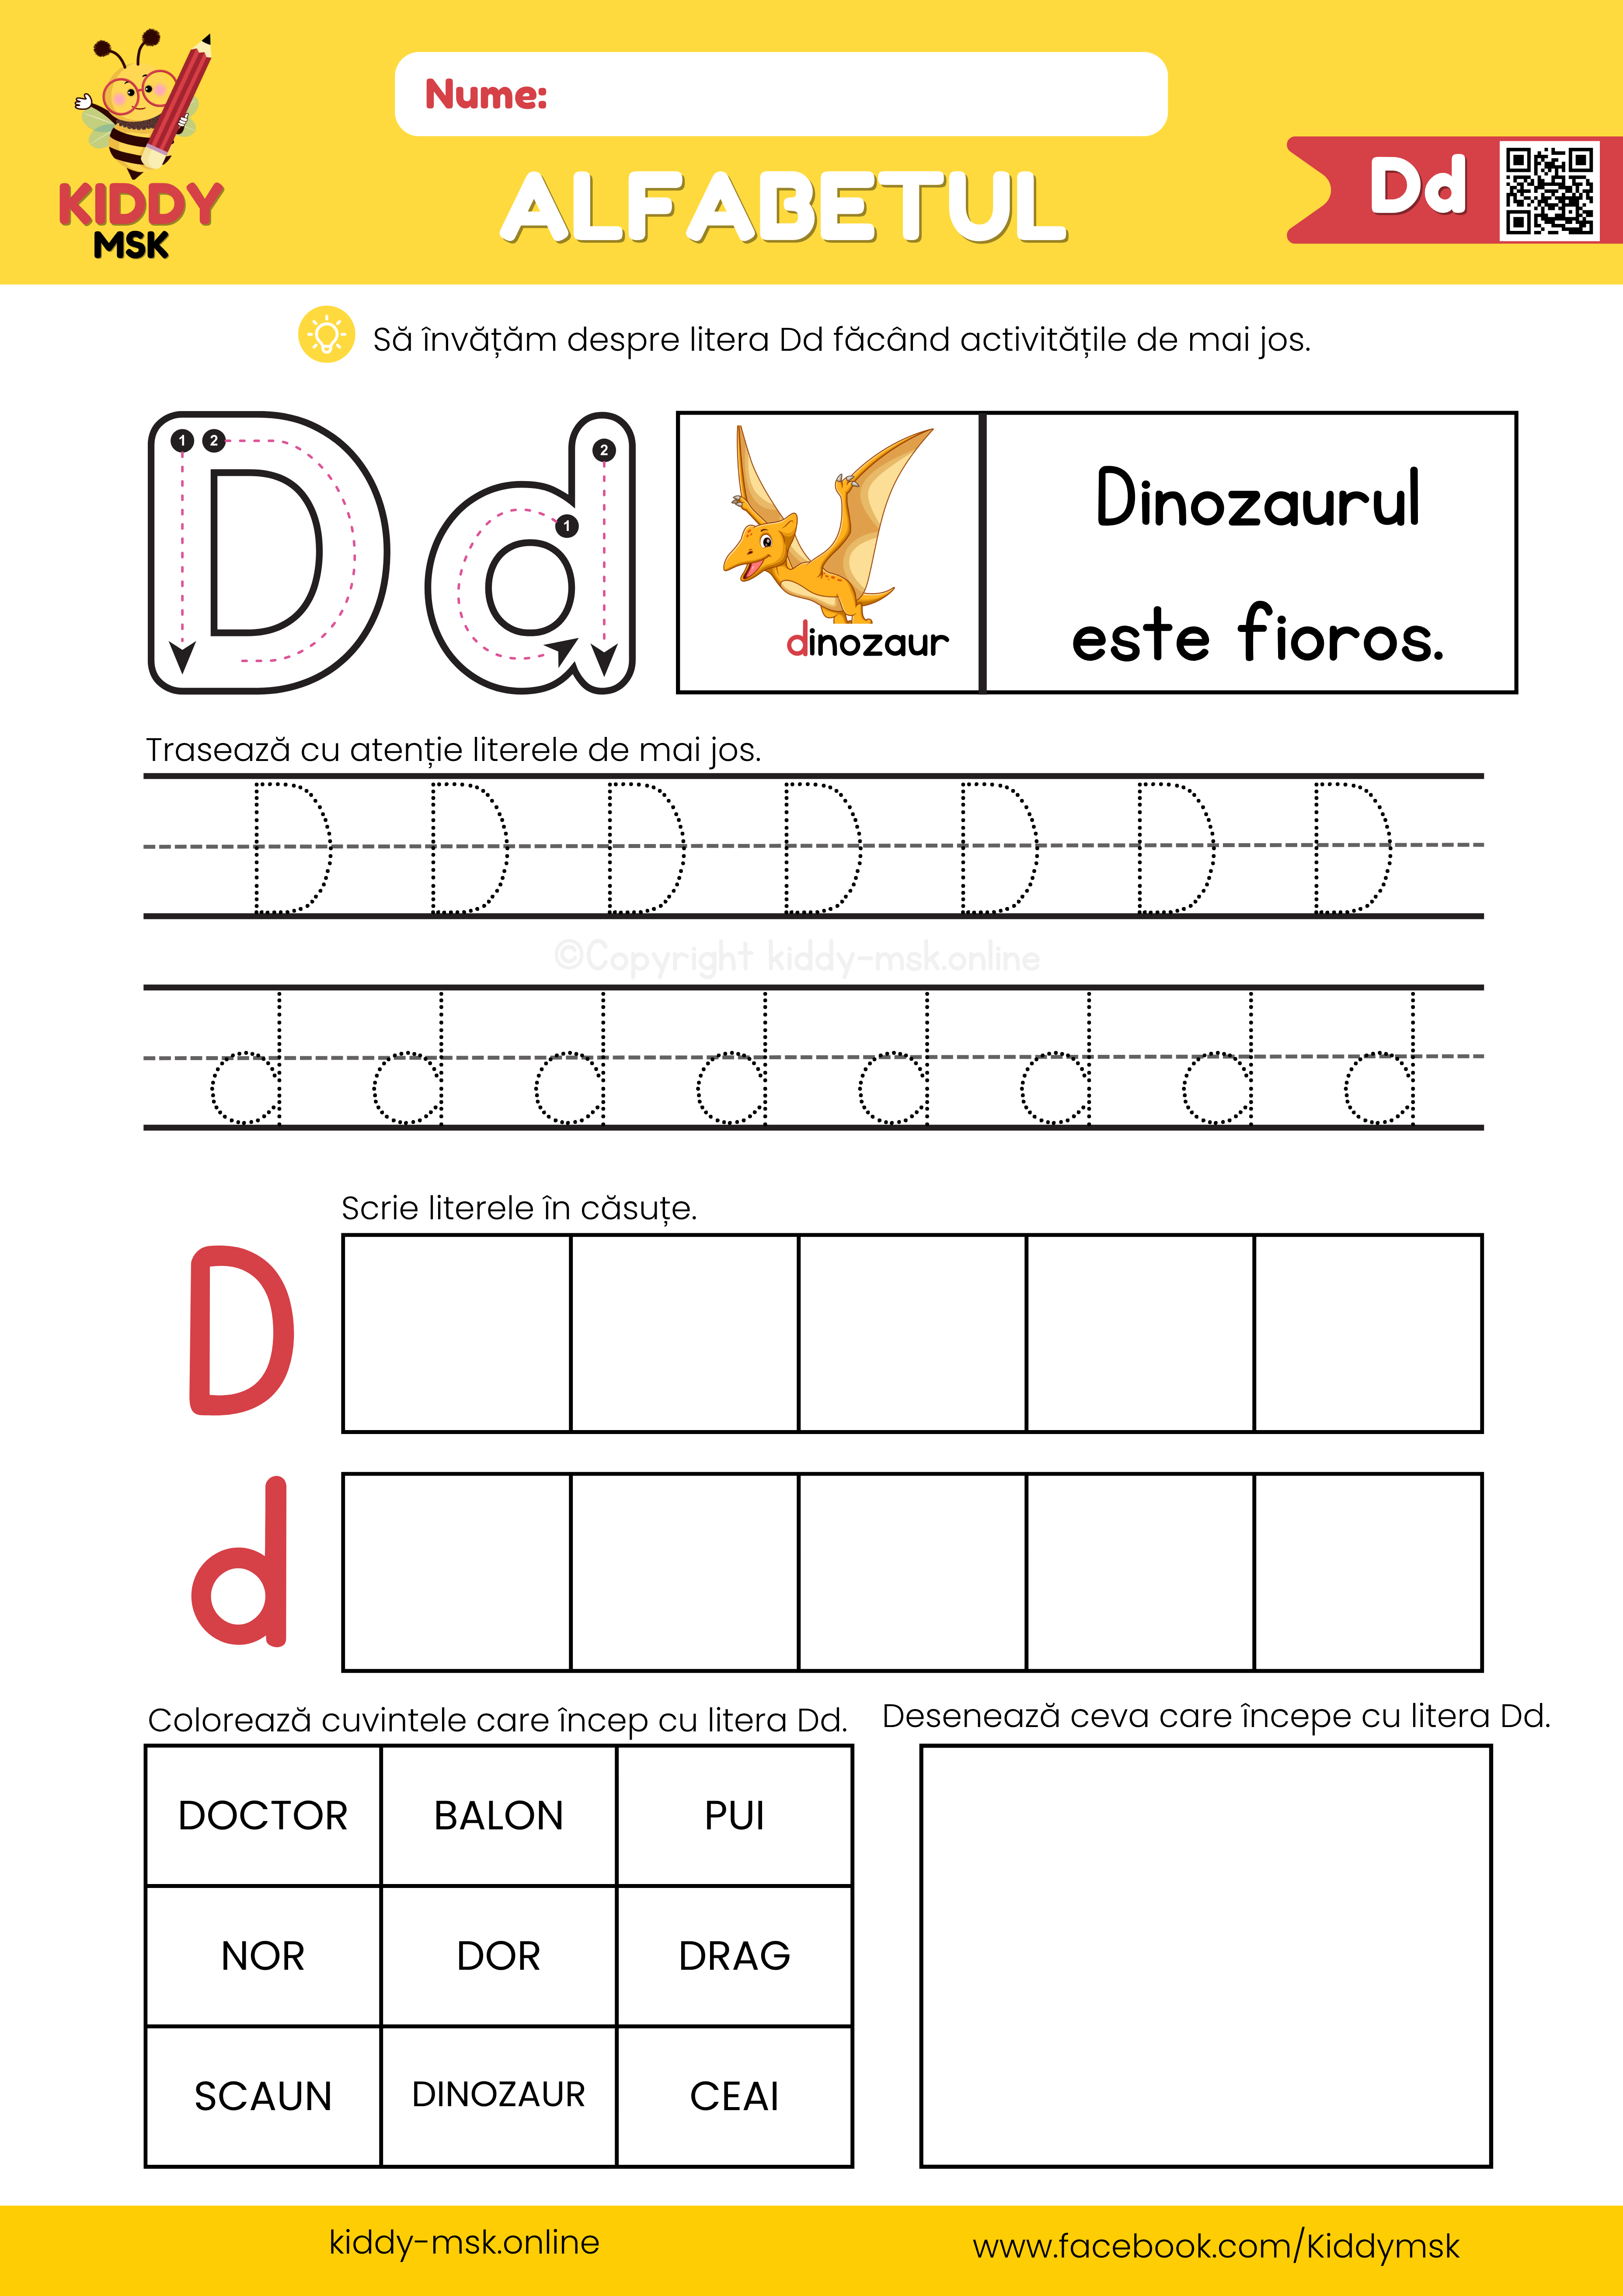 KIDDY
MSK
Nume:
ALFABETUL
Dd
Să învățăm despre litera Dd făcând activitățile de mai jos.
1 2
2
1
dinozaur
Dinozaurul
este fioros.
Trasează cu atenție literele de mai jos.
D D D D D D D
©Copyright kiddy-msk.online
d d d d d d d d
Scrie literele în căsuțe.
D
d
Colorează cuvintele care încep cu litera Dd.
DOCTOR BALON PUI
NOR DOR DRAG
SCAUN DINOZAUR CEAI
Desenează ceva care începe cu litera Dd.
kiddy-msk.online
www.facebook.com/Kiddymsk